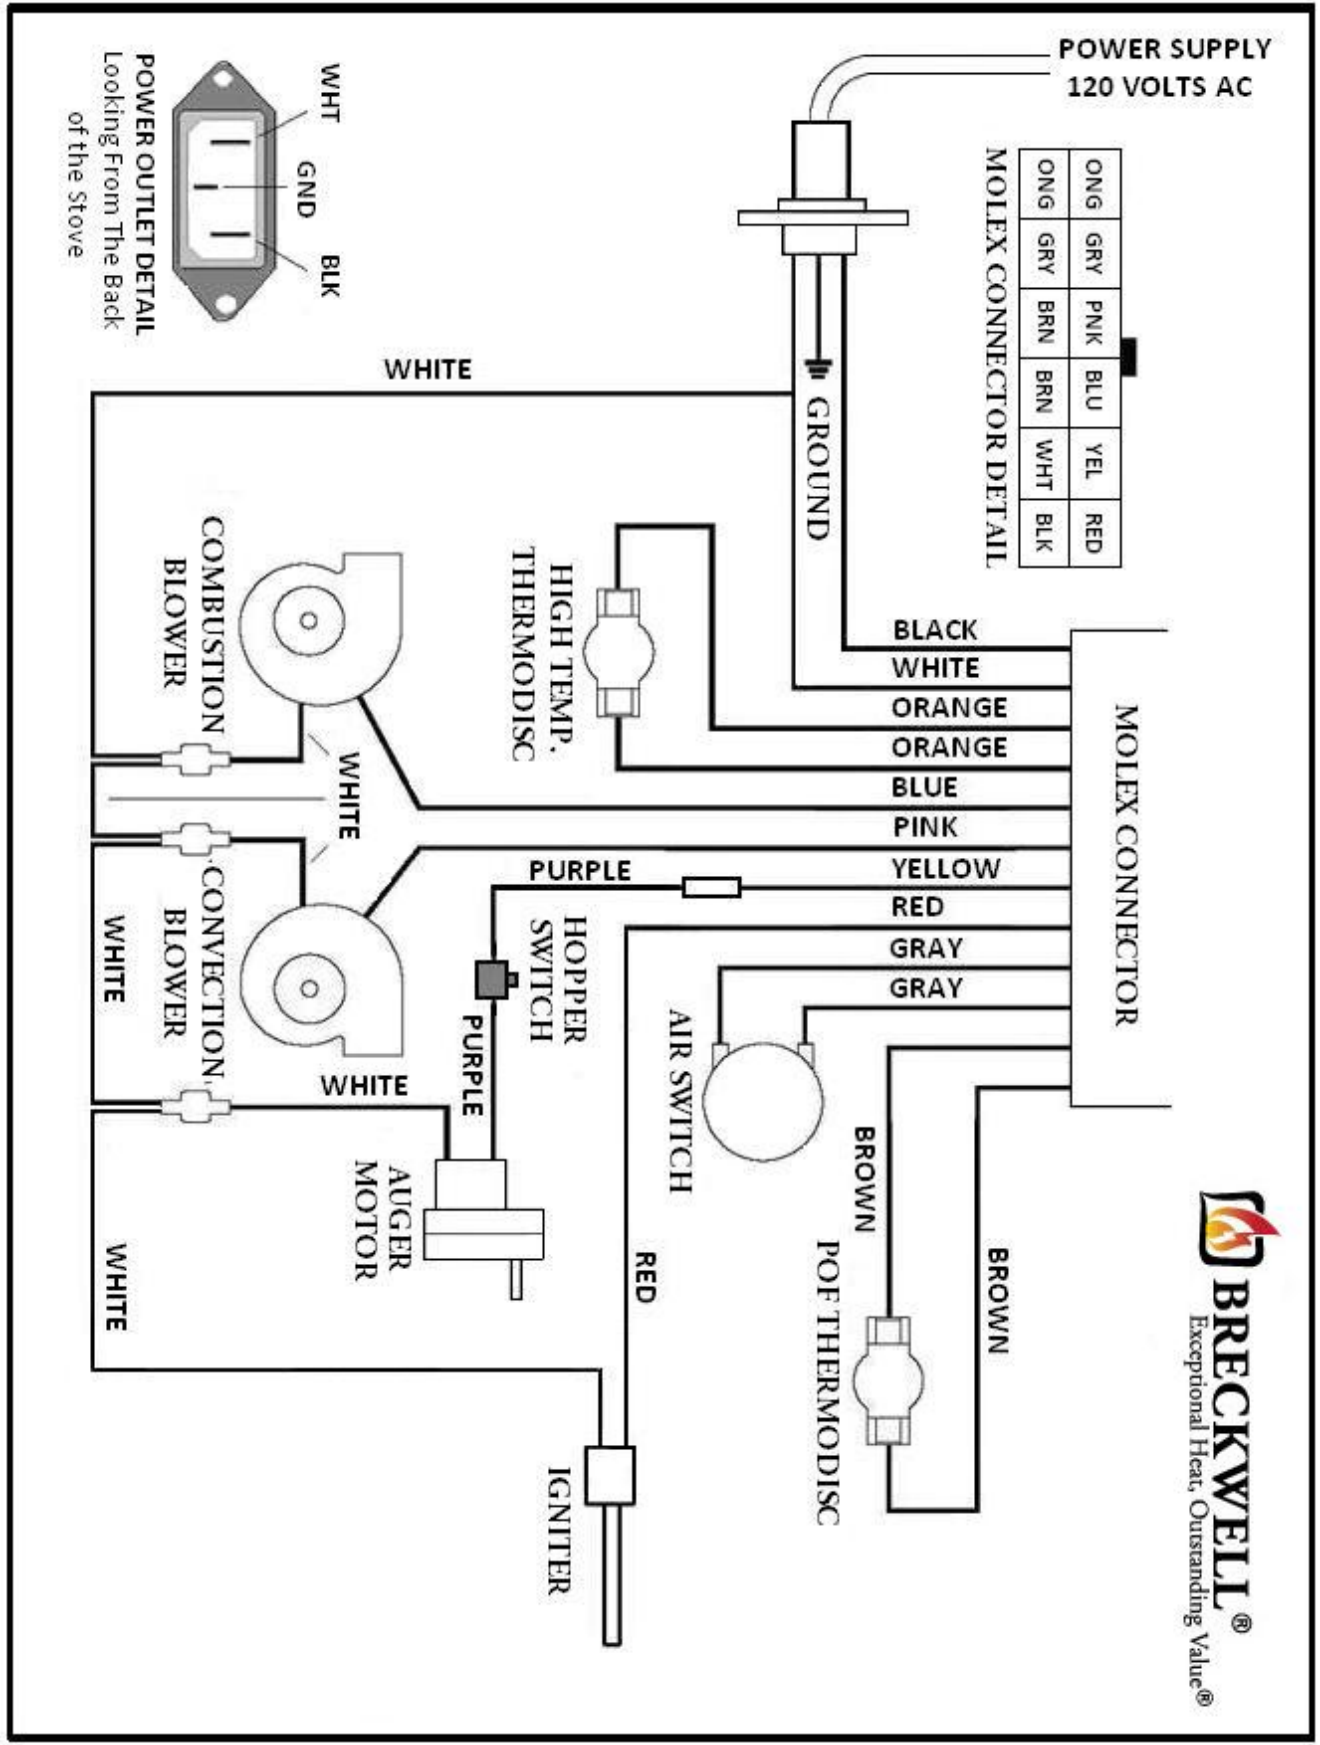 POWER SUPPLY
120 VOLTS AC
WHT
GND
BLK
POWER OUTLET DETAIL
Looking From The Back
of the Stove
ONG GRY PNK BLU YEL RED
ONG GRY BRN BRN WHT BLK
MOLEX CONNECTOR DETAIL
WHITE
GROUND
HIGH TEMP.
THERMODISC
COMBUSTION
BLOWER
BLACK
WHITE
ORANGE
ORANGE
BLUE
PINK
YELLOW
RED
GRAY
GRAY
MOLEX CONNECTOR
WHITE
PURPLE
HOPPER
SWITCH
CONVECTION
BLOWER
WHITE
PURPLE
WHITE
AIR SWITCH
BROWN
BROWN
AUGER
MOTOR
RED
WHITE
POF THERMODISC
IGNITER
BRECKWELL®
Exceptional Heat, Outstanding Value®